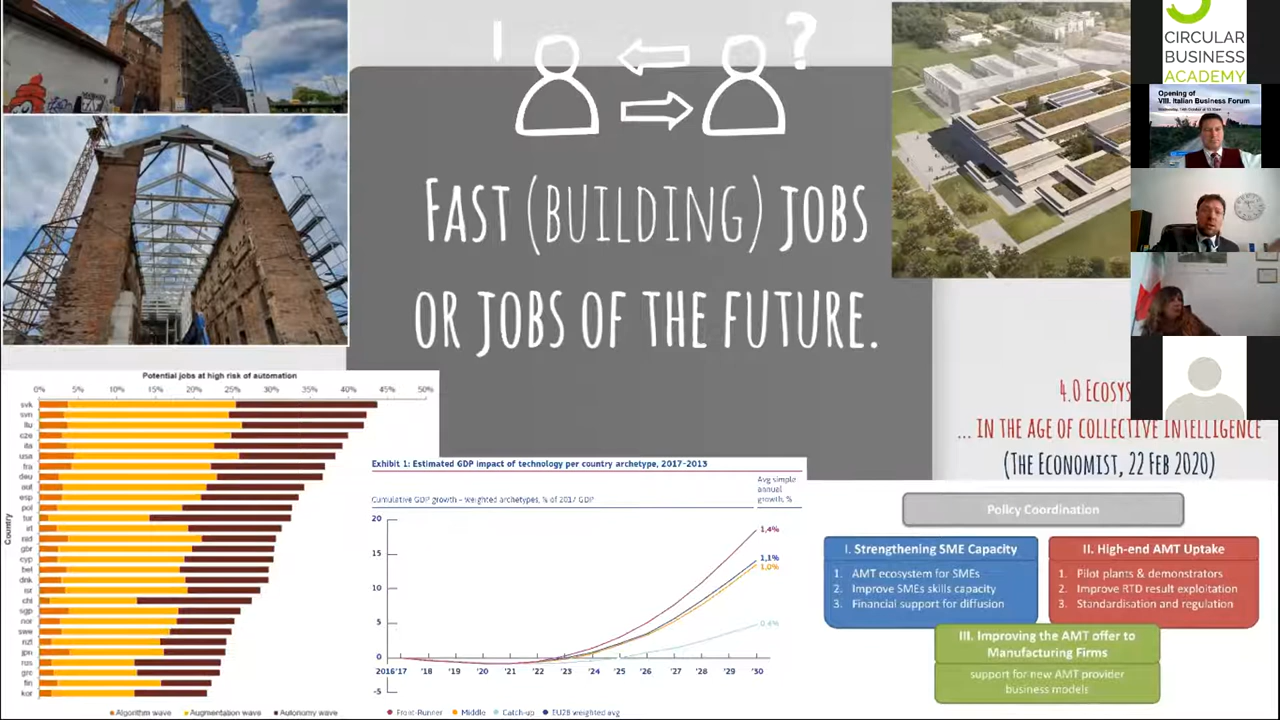 ?
FAST (BUILDING) JOBS
OR JOBS OF THE FUTURE.
CIRCULAR
BUSINESS
ACADEMY
Opening of
VIII. Italian Business Forum
4.0 ECOSYS
... IN THE AGE OF COLLECTIVE INTELLIGENCE
(THE ECONOMIST, 22 FEB 2020)
Potential jobs at high risk of automation
0% 5% 10% 15% 20% 25% 30% 35% 40% 45% 50%
Country
svk
svn
ltu
cze
ita
usa
fra
deu
aut
esp
pol
tur
irl
nld
gbr
cyp
bel
dnk
isr
chl
sgp
nor
swe
nzl
jpn
rus
grc
fin
kor
Algorithm wave Augmentation wave Autonomy wave
Exhibit 1: Estimated GDP impact of technology per country archetype, 2017-2013
Cumulative GDP growth - weighted archetypes, % of 2017 GDP
Avg simple
annual
growth, %
20
15
10
5
0
-5
1,4%
1,1%
1,0%
0,4%
2016'17 '18 '19 '20 '21 '22 '23 '24 '25 '26 '27 '28 '29 '30
Front-Runner Middle Catch-up EU28 weighted avg
Policy Coordination
I. Strengthening SME Capacity
1. AMT ecosystem for SMEs
2. Improve SMEs skills capacity
3. Financial support for diffusion
II. High-end AMT Uptake
1. Pilot plants & demonstrators
2. Improve RTD result exploitation
3. Standardisation and regulation
III. Improving the AMT offer to
Manufacturing Firms
support for new AMT provider
business models